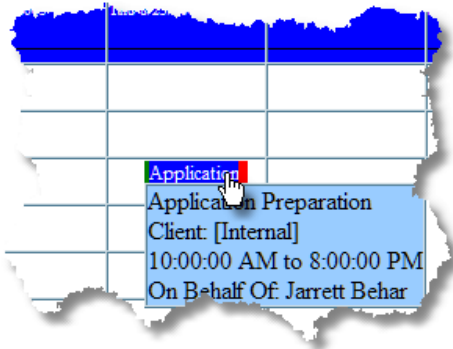 Application
Application Preparation
Client: [Internal]
10:00:00 AM to 8:00:00 PM
On Behalf Of: Jarrett Behar